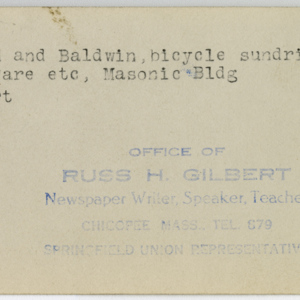 and Baldwin, bicycle sundri
are etc, Masonic Bldg
rt
OFFICE OF
RUSS H. GILBERT
Newspaper Writer, Speaker, Teache
CHICOPEE MASS., TEL. 879
SPRINGFIELD UNION REPRESENTATIV